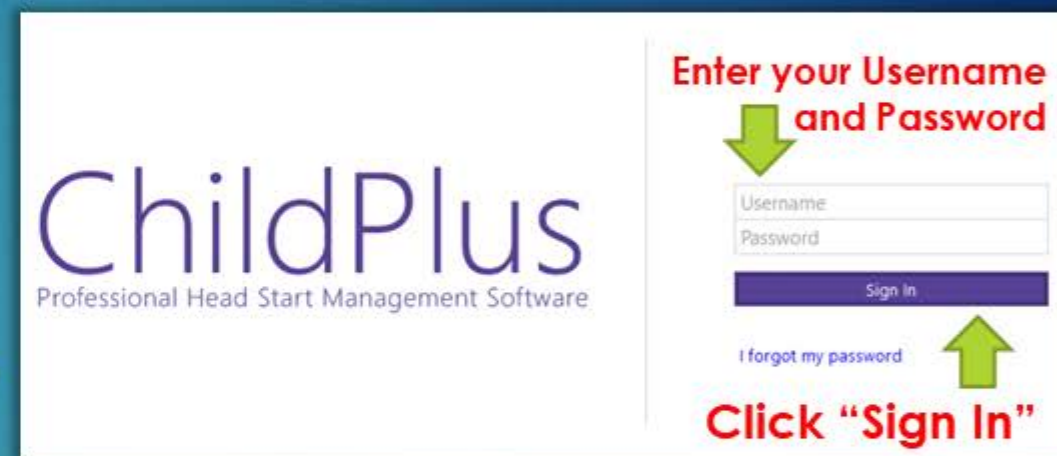 ChildPlus
Professional Head Start Management Software
Enter your Username
and Password
Username
Password
Sign In
I forgot my password
Click “Sign In”